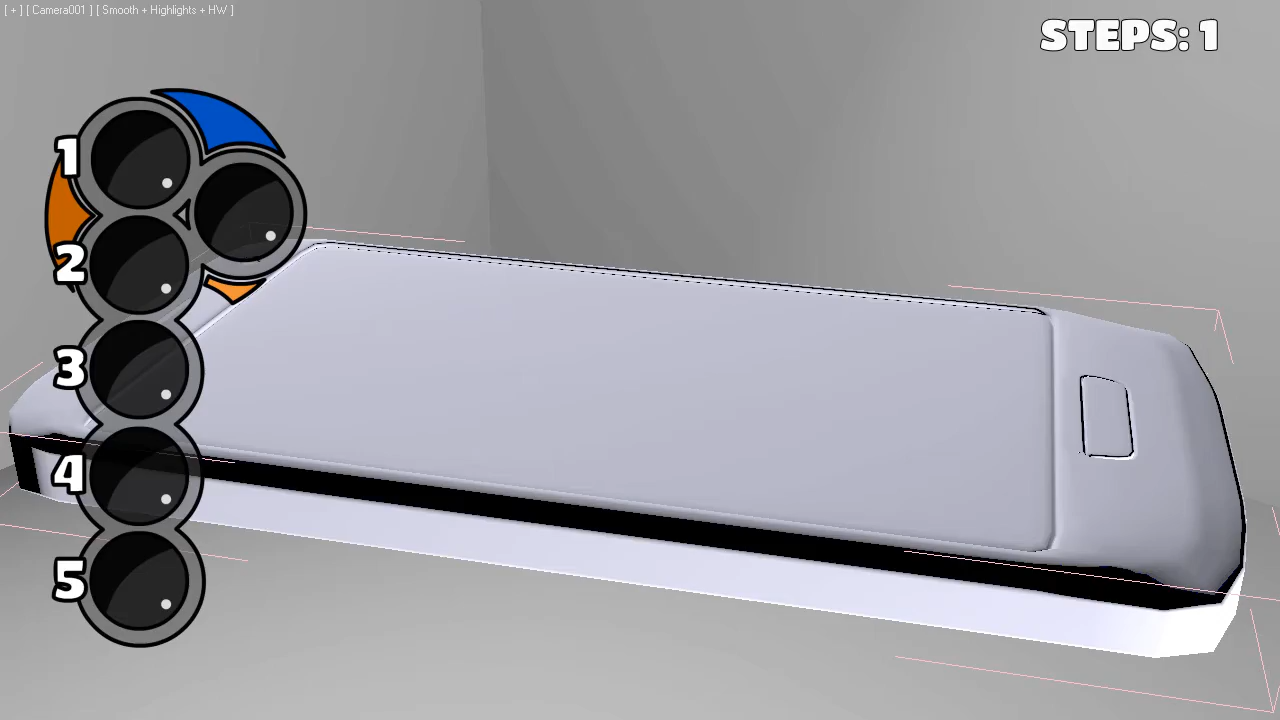 [ + ] [ Camera001 ] [ Smooth + Highlights + HW ]
STEPS: 1
1
2
3
4
5